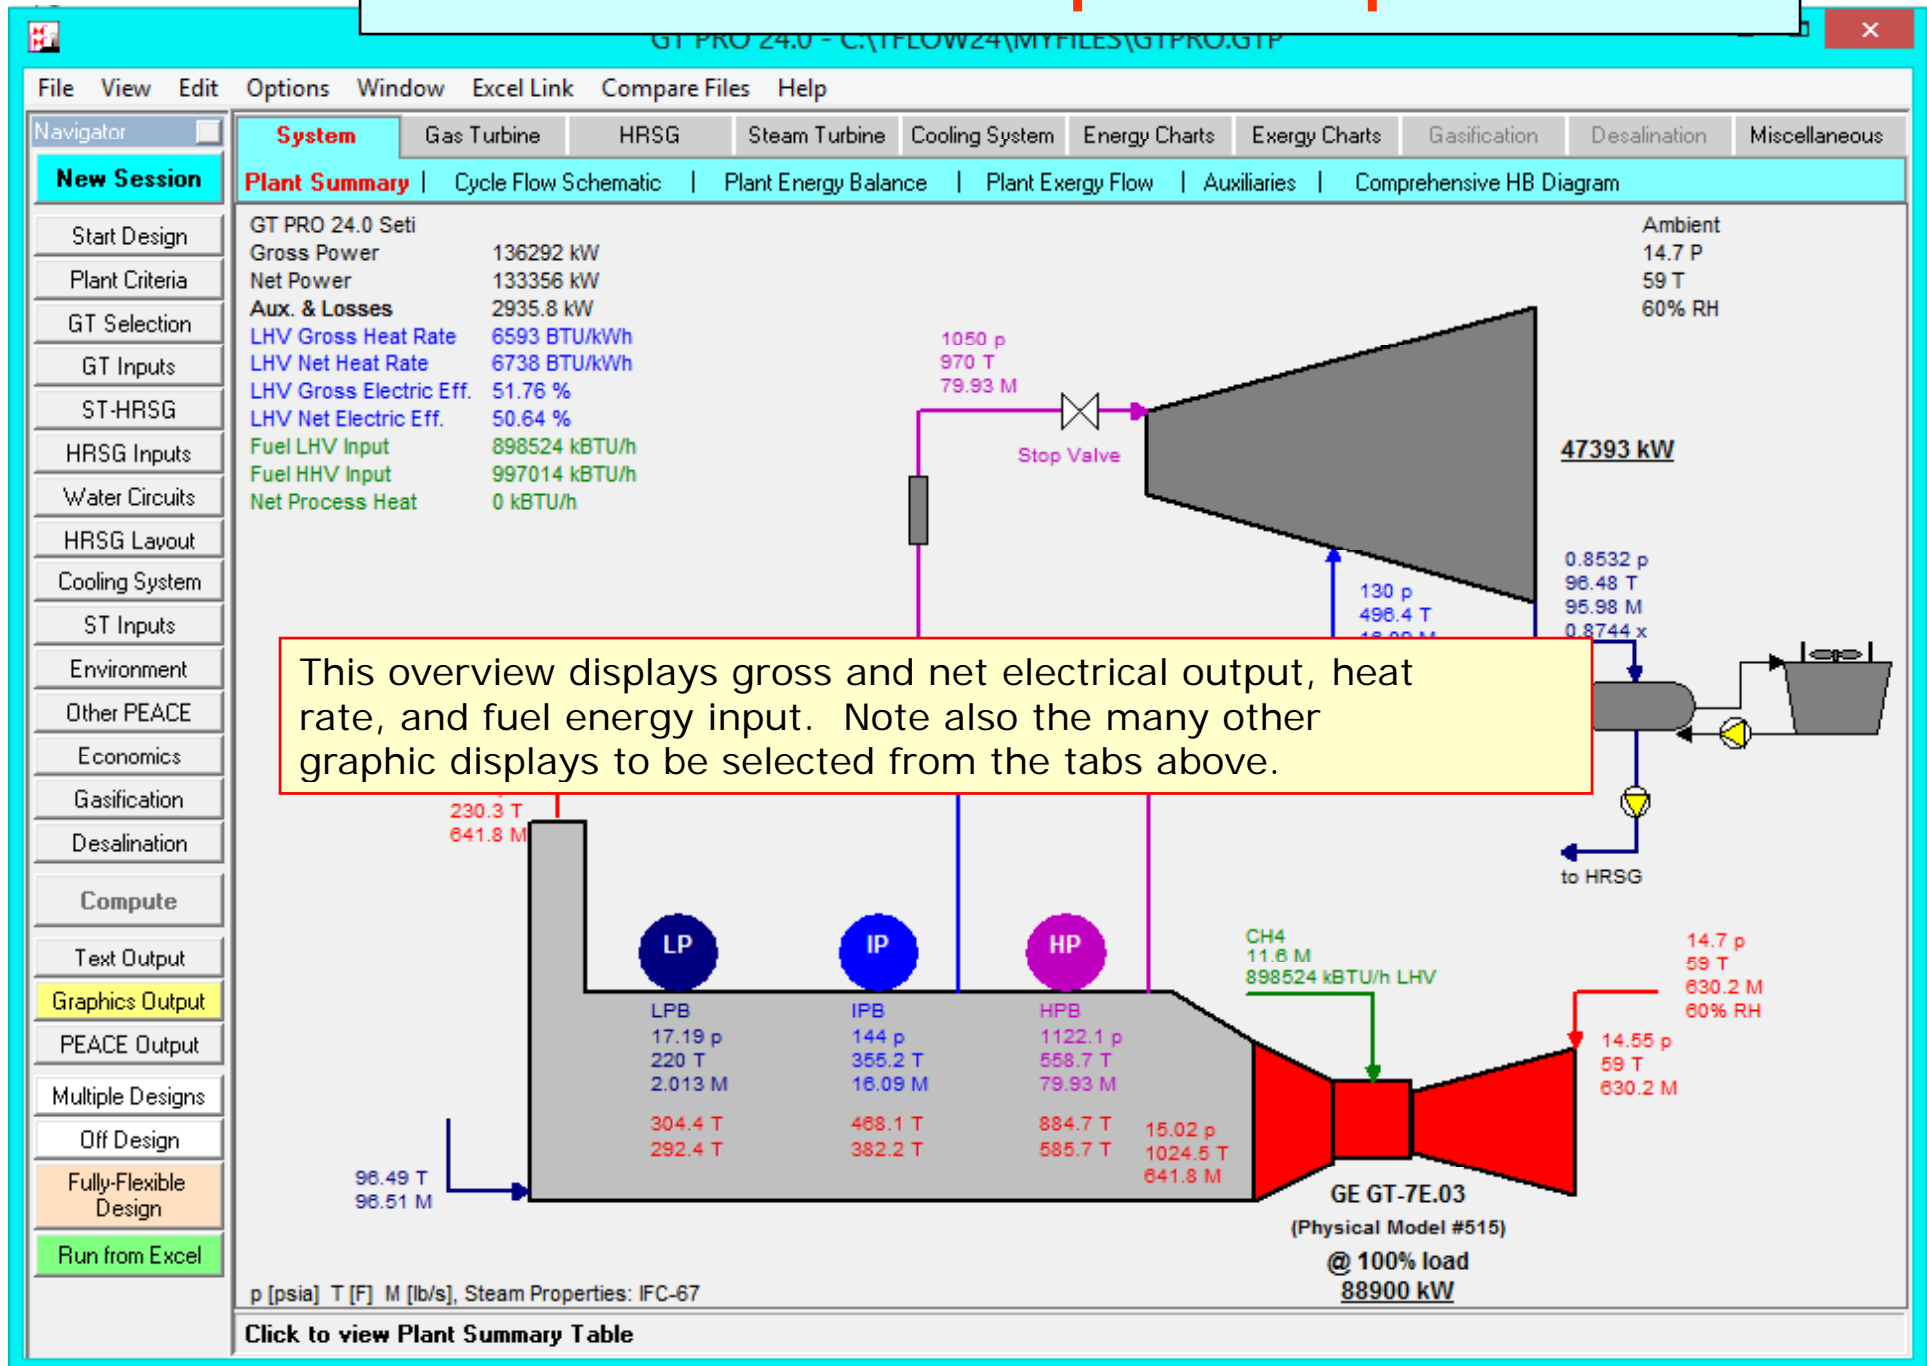 GT PRO 24.0 - C:\TFLOW24\MYFILES\GTPRO.GTP
File View Edit Options Window Excel Link Compare Files Help
Navigator
New Session
Start Design
Plant Criteria
GT Selection
GT Inputs
ST-HRSG
HRSG Inputs
Water Circuits
HRSG Layout
Cooling System
ST Inputs
Environment
Other PEACE
Economics
Gasification
Desalination
Compute
Text Output
Graphics Output
PEACE Output
Multiple Designs
Off Design
Fully-Flexible
Design
Run from Excel
System Gas Turbine HRSG Steam Turbine Cooling System Energy Charts Exergy Charts Gasification Desalination Miscellaneous
Plant Summary | Cycle Flow Schematic | Plant Energy Balance | Plant Exergy Flow | Auxiliaries | Comprehensive HB Diagram
GT PRO 24.0 Seti
Gross Power 136292 kW
Net Power 133356 kW
Aux. & Losses 2935.8 kW
LHV Gross Heat Rate 6593 BTU/kWh
LHV Net Heat Rate 6738 BTU/kWh
LHV Gross Electric Eff. 51.76 %
LHV Net Electric Eff. 50.64 %
Fuel LHV Input 898524 kBTU/h
Fuel HHV Input 997014 kBTU/h
Net Process Heat 0 kBTU/h
Ambient
14.7 P
59 T
60% RH
1050 p
970 T
79.93 M
Stop Valve
47393 kW
130 p
496.4 T
0.8532 p
96.48 T
95.98 M
0.8744 x
This overview displays gross and net electrical output, heat
rate, and fuel energy input. Note also the many other
graphic displays to be selected from the tabs above.
230.3 T
641.8 M
to HRSG
LP
IP
HP
LPB
17.19 p
220 T
2.013 M
304.4 T
292.4 T
IPB
144 p
355.2 T
16.09 M
468.1 T
382.2 T
HPB
1122.1 p
558.7 T
79.93 M
884.7 T
585.7 T
15.02 p
1024.5 T
641.8 M
CH4
11.6 M
898524 kBTU/h LHV
14.7 p
59 T
630.2 M
60% RH
14.55 p
59 T
630.2 M
96.49 T
96.51 M
GE GT-7E.03
(Physical Model #515)
@ 100% load
88900 kW
p [psia] T [F] M [lb/s], Steam Properties: IFC-67
Click to view Plant Summary Table